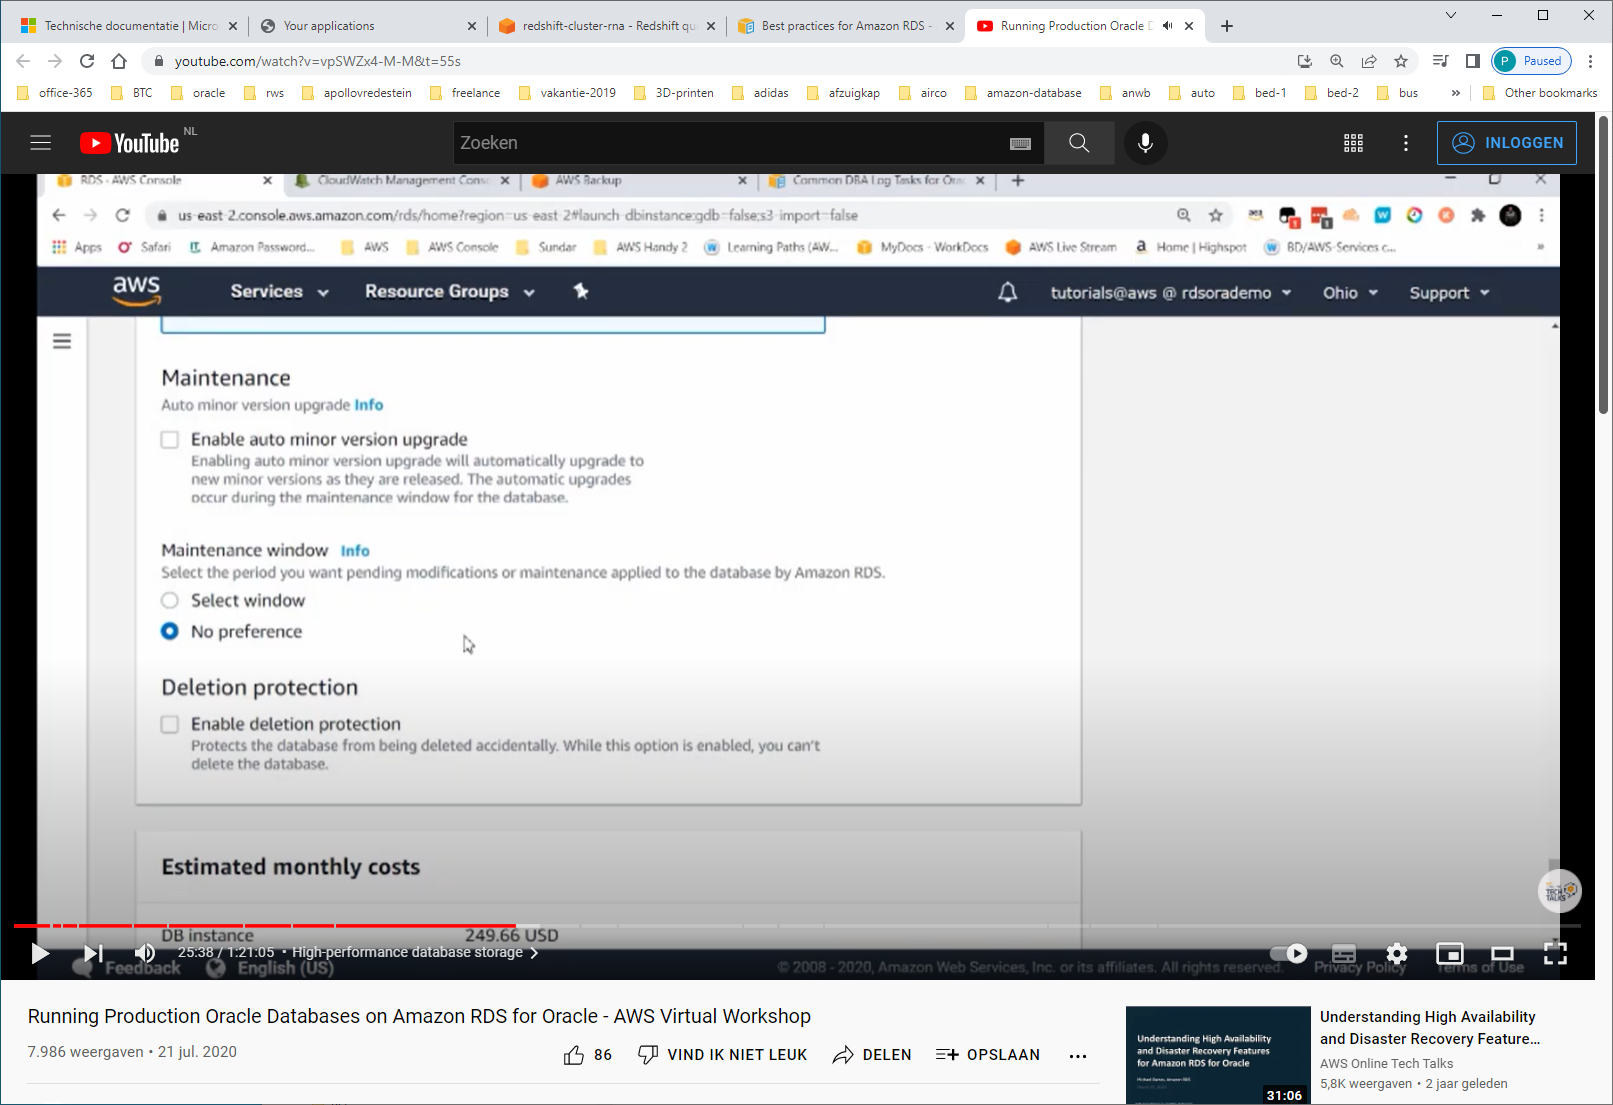 Technische documentatie | Micro
Your applications
redshift-cluster-rna - Redshift qu
Best practices for Amazon RDS -
Running Production Oracle D
youtube.com/watch?v=vpSWZx4-M-M&t=55s
P Paused
office-365 BTC oracle rws apollovredestein freelance vakantie-2019 3D-printen adidas afzuigkap airco amazon-database anwb auto bed-1 bed-2 bus » Other bookmarks
YouTube NL
Zoeken
INLOGGEN
RDS - AWS Console
CloudWatch Management Conso
AWS Backup
Common DBA Log Tasks for Orac
us-east-2.console.aws.amazon.com/rds/home?region=us-east-2#launch-dbinstance:gdb=false;s3-import=false
Apps Safari Amazon Password... AWS AWS Console Sundar AWS Handy 2 Learning Paths (AW... MyDocs - WorkDocs AWS Live Stream Home | Highspot BD/AWS-Services c... »
aws Services Resource Groups tutorials@aws @ rdsorademo Ohio Support
Maintenance
Auto minor version upgrade Info
Enable auto minor version upgrade
Enabling auto minor version upgrade will automatically upgrade to
new minor versions as they are released. The automatic upgrades
occur during the maintenance window for the database.
Maintenance window Info
Select the period you want pending modifications or maintenance applied to the database by Amazon RDS.
Select window
No preference
Deletion protection
Enable deletion protection
Protects the database from being deleted accidentally. While this option is enabled, you can't
delete the database.
Estimated monthly costs
TECH TALKS
DB instance 249.66 USD
25:38 / 1:21:05 • High-performance database storage
Feedback English (US) © 2008 - 2020, Amazon Web Services, Inc. or its affiliates. All rights reserved. Privacy Policy Terms of Use
Running Production Oracle Databases on Amazon RDS for Oracle - AWS Virtual Workshop
7.986 weergaven • 21 jul. 2020
86 VIND IK NIET LEUK DELEN OPSLAAN
Understanding High Availability
and Disaster Recovery Features
for Amazon RDS for Oracle
31:06
Understanding High Availability
and Disaster Recovery Feature...
AWS Online Tech Talks
5,8K weergaven • 2 jaar geleden